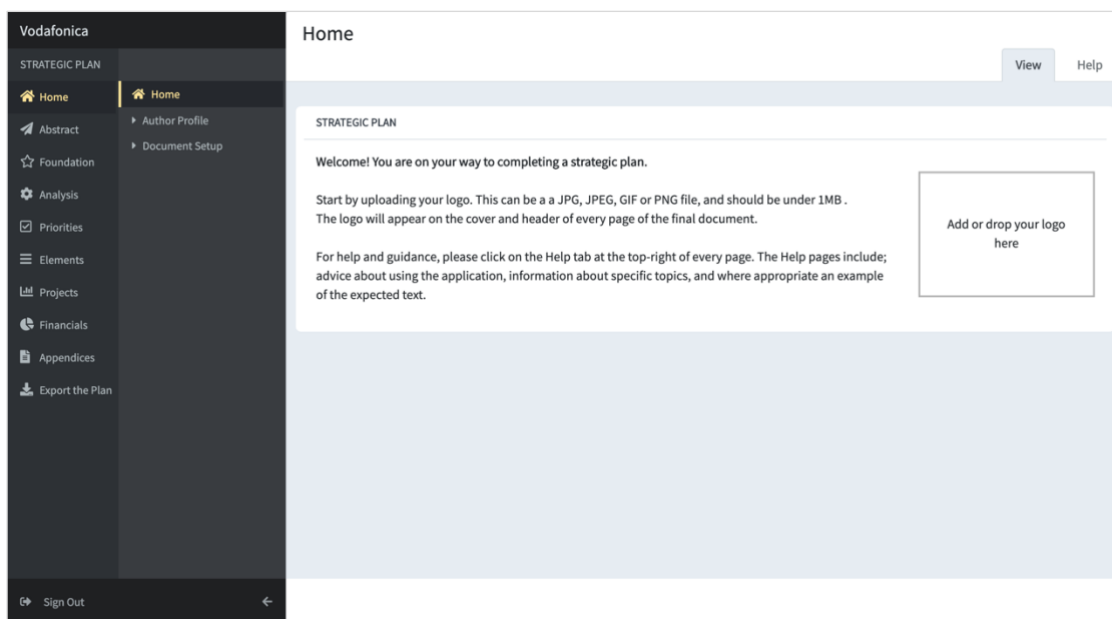 Vodafonica
STRATEGIC PLAN
Home
Abstract
Foundation
Analysis
Priorities
Elements
Projects
Financials
Appendices
Export the Plan
Sign Out
Home
Author Profile
Document Setup
Home
View
Help
STRATEGIC PLAN
Welcome! You are on your way to completing a strategic plan.
Start by uploading your logo. This can be a a JPG, JPEG, GIF or PNG file, and should be under 1MB .
The logo will appear on the cover and header of every page of the final document.
For help and guidance, please click on the Help tab at the top-right of every page. The Help pages include;
advice about using the application, information about specific topics, and where appropriate an example
of the expected text.
Add or drop your logo
here